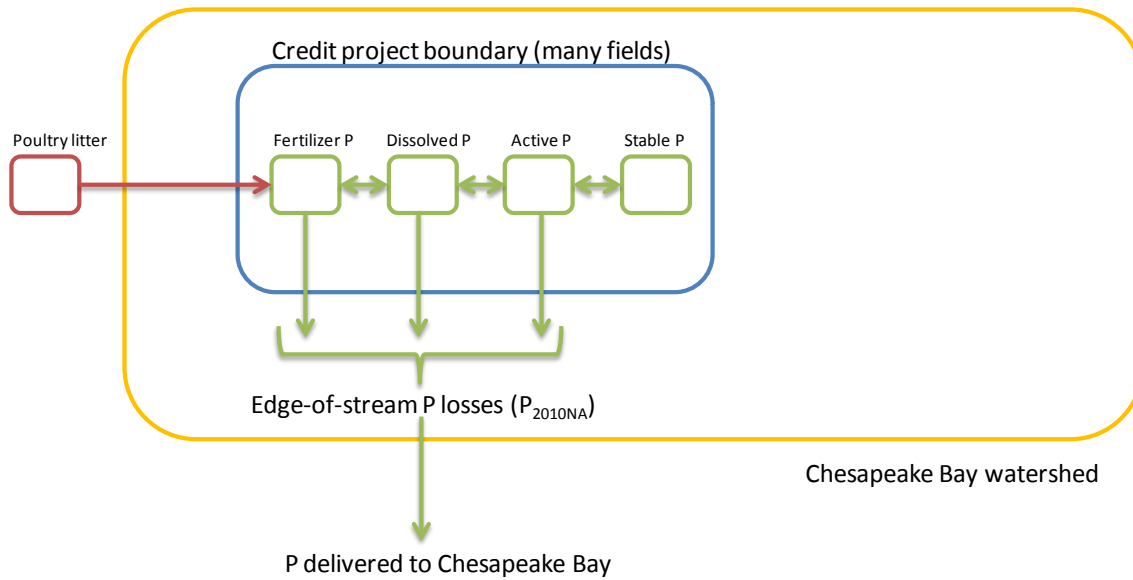 Credit project boundary (many fields)
Poultry litter
Fertilizer P
Dissolved P
Active P
Stable P
Edge-of-stream P losses (P2010NA)
Chesapeake Bay watershed
P delivered to Chesapeake Bay